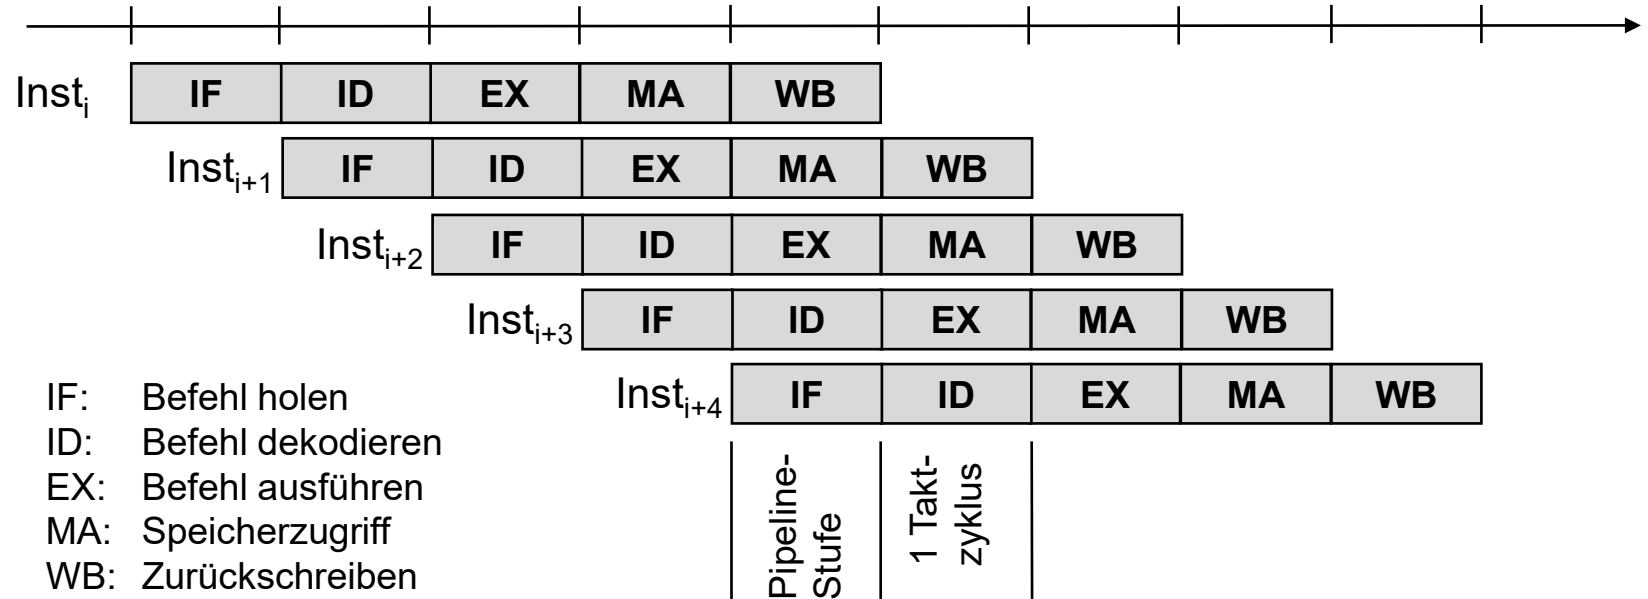 Inst_i IF ID EX MA WB
Inst_i+1 IF ID EX MA WB
Inst_i+2 IF ID EX MA WB
Inst_i+3 IF ID EX MA WB
Inst_i+4 IF ID EX MA WB
IF: Befehl holen
ID: Befehl dekodieren
EX: Befehl ausführen
MA: Speicherzugriff
WB: Zurückschreiben
Pipeline-
Stufe
1 Takt-
zyklus